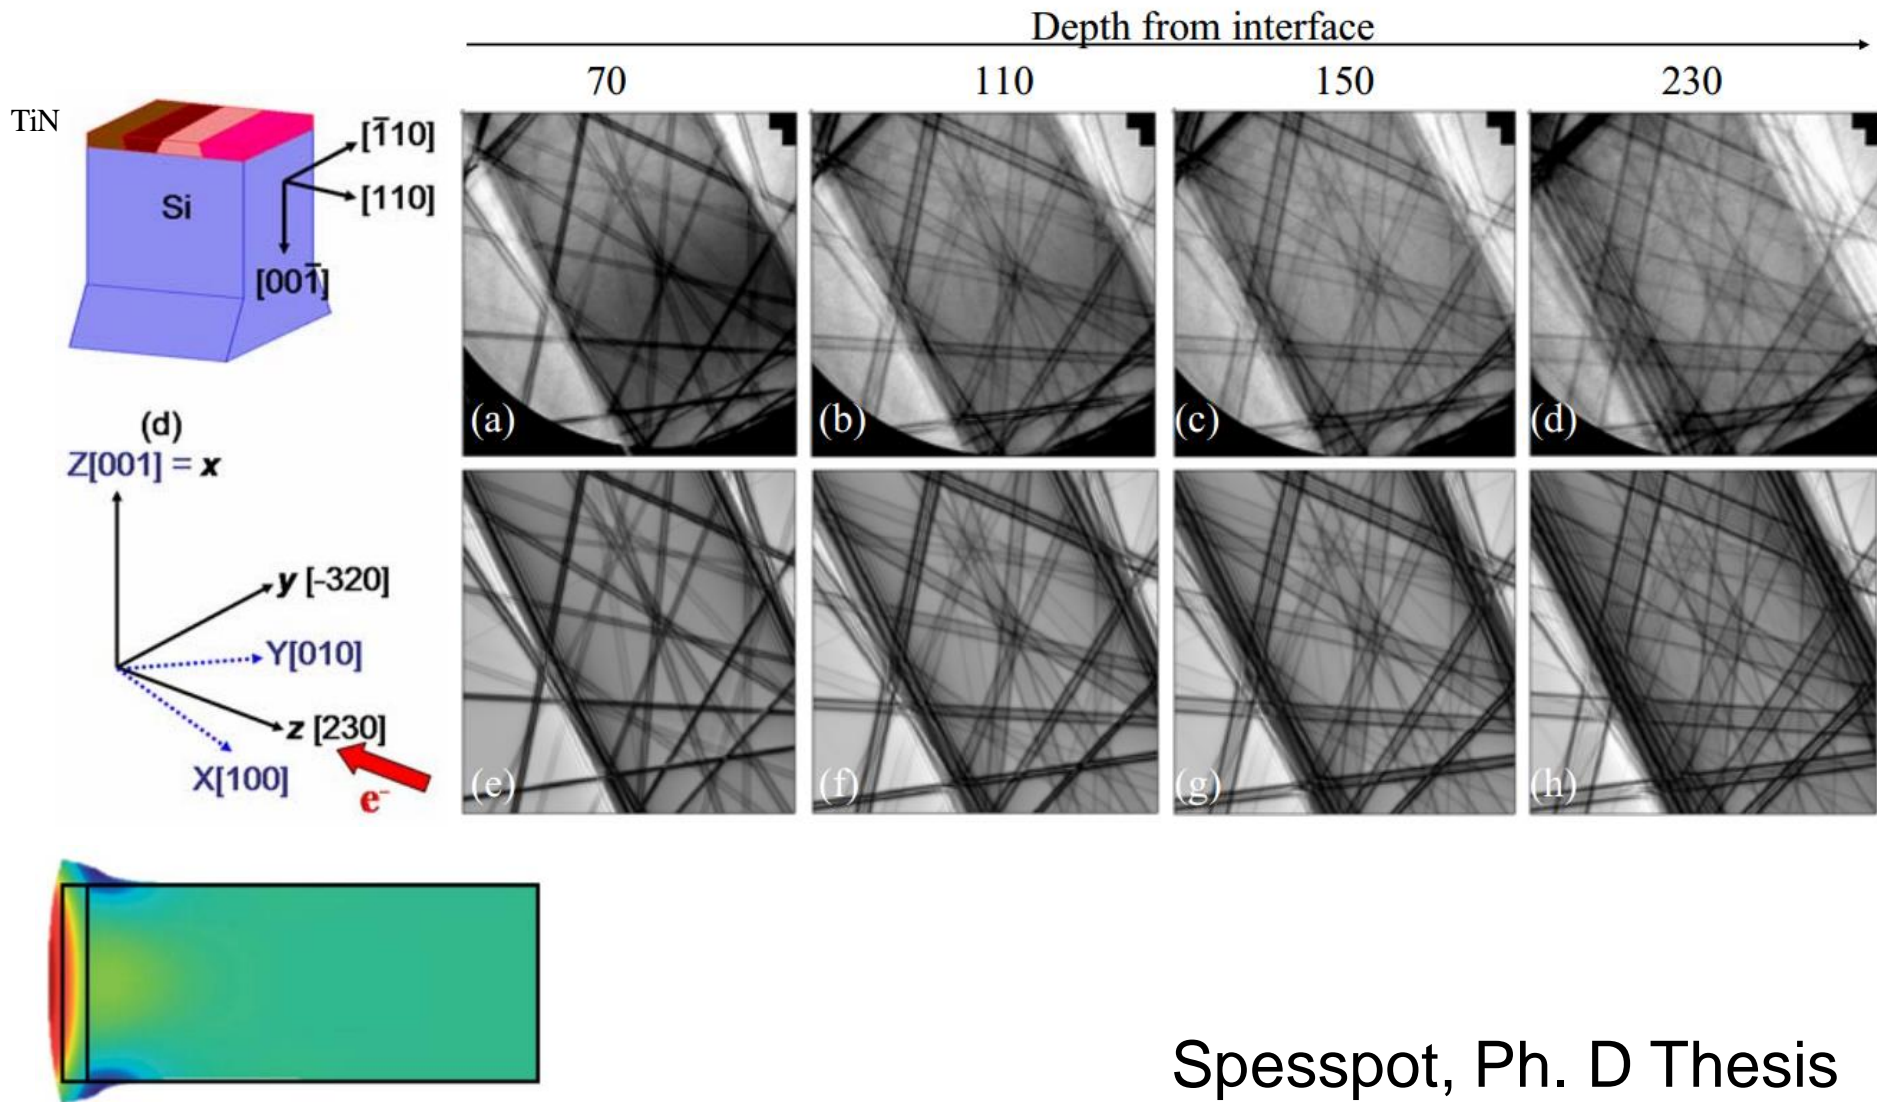 Depth from interface
70 110 150 230
TiN
[1̅10]
[110]
Si
[001̅]
(a) (b) (c) (d)
(d)
Z[001] = x
y [-320]
Y[010]
z [230]
X[100]
e⁻
(e) (f) (g) (h)
Spesspot, Ph. D Thesis